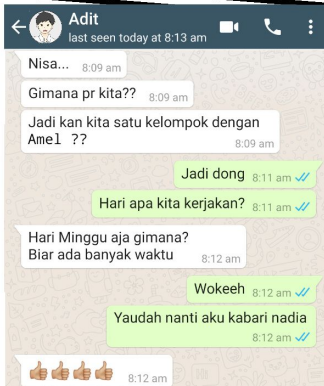 Adit
last seen today at 8:13 am
Nisa... 8:09 am
Gimana pr kita?? 8:09 am
Jadi kan kita satu kelompok dengan
Amel ??
8:09 am
Jadi dong 8:11 am
Hari apa kita kerjakan? 8:11 am
Hari Minggu aja gimana?
Biar ada banyak waktu 8:12 am
Wokeeh 8:12 am
Yaudah nanti aku kabari nadia
8:12 am
👍🏽👍🏽👍🏽👍🏽 8:12 am